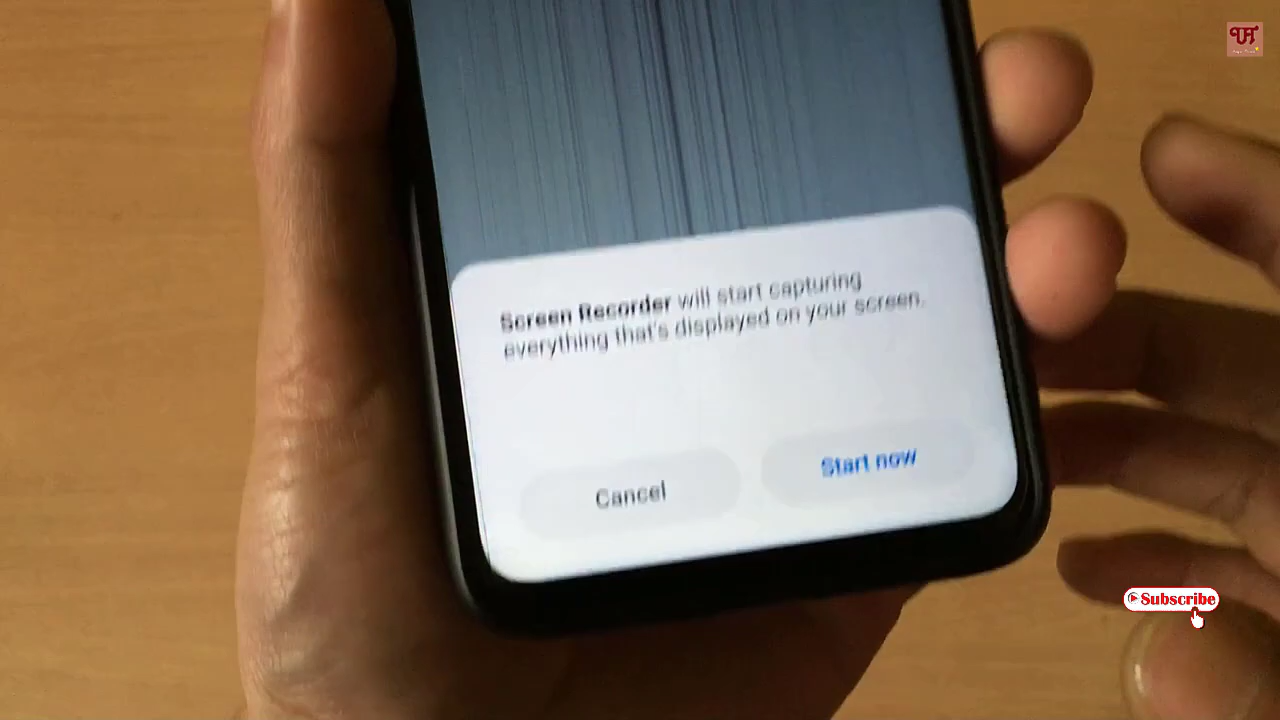 Screen Recorder will start capturing
everything that's displayed on your screen.
Cancel
Start now
Subscribe